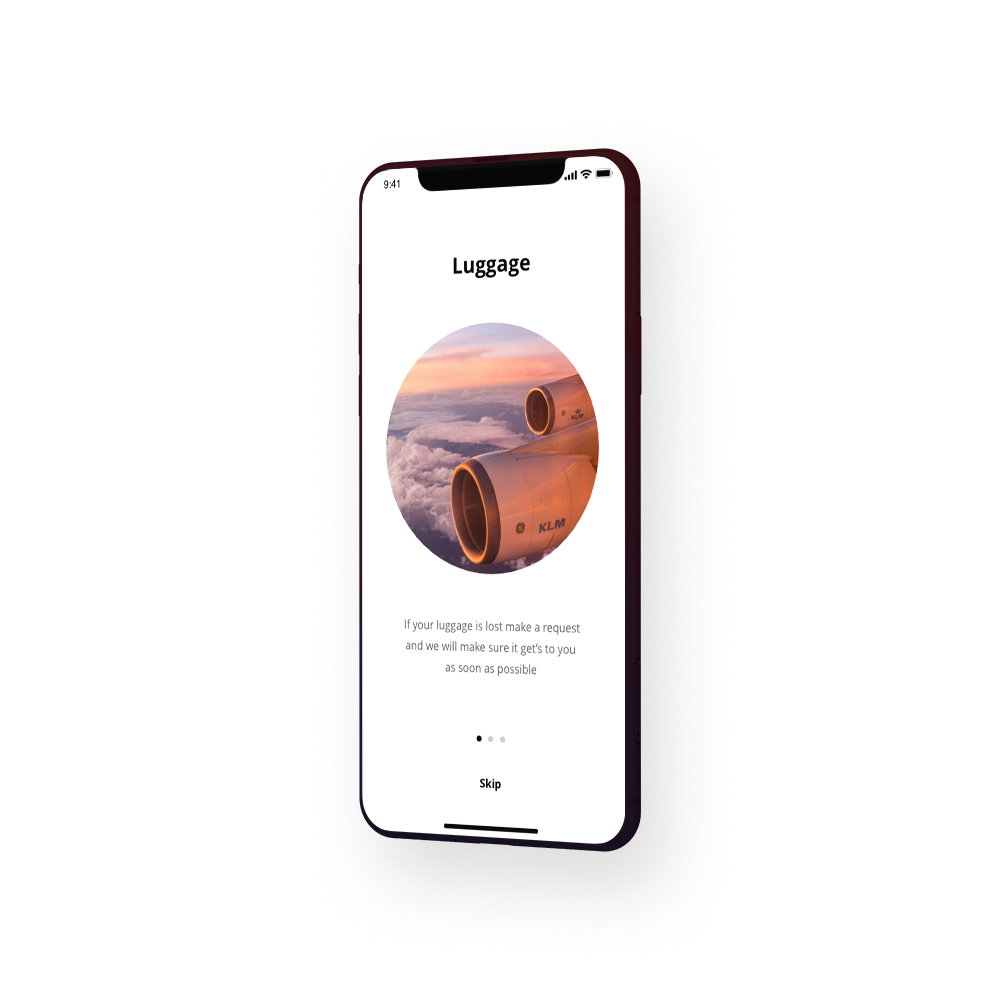 9:41
Luggage
KLM
KLM
If your luggage is lost make a request
and we will make sure it get's to you
as soon as possible
Skip